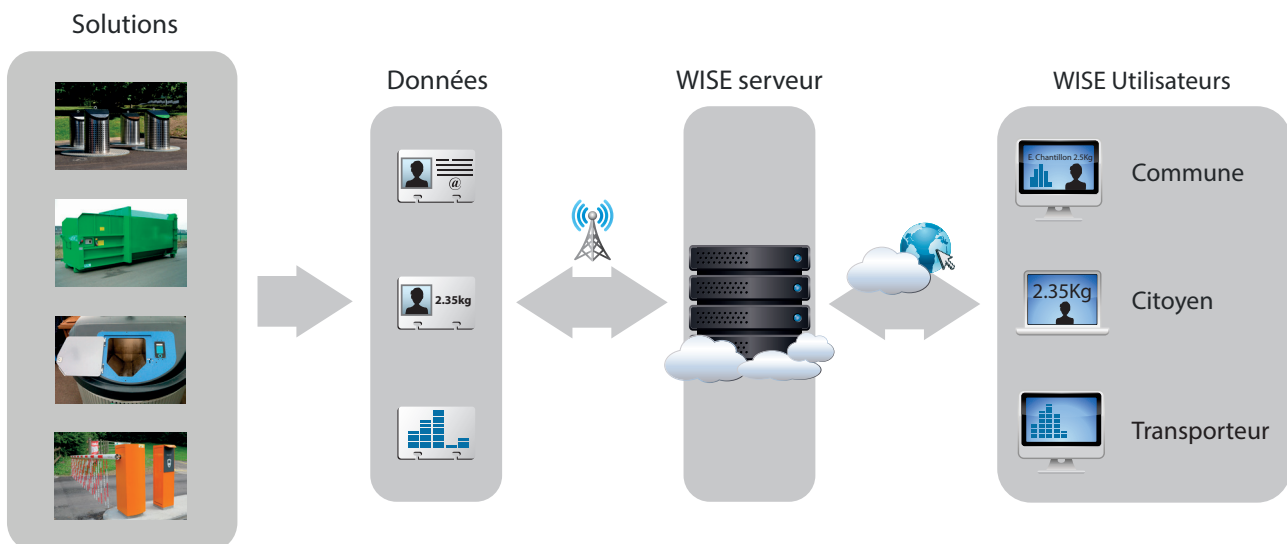 Solutions
Données
WISE serveur
WISE Utilisateurs
E. Chantillon 2.5Kg
Commune
@
2.35kg
2.35Kg
Citoyen
Transporteur